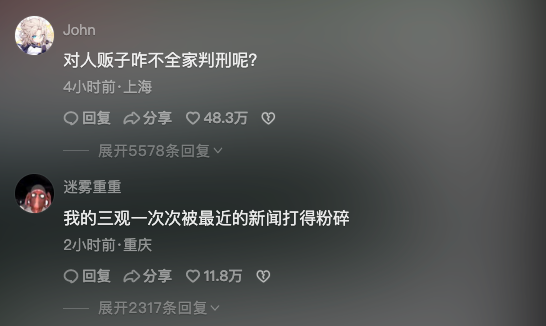 John
对人贩子咋不全家判刑呢？
4小时前·上海
回复 分享 48.3万
展开5578条回复
迷雾重重
我的三观一次次被最近的新闻打得粉碎
2小时前·重庆
回复 分享 11.8万
展开2317条回复